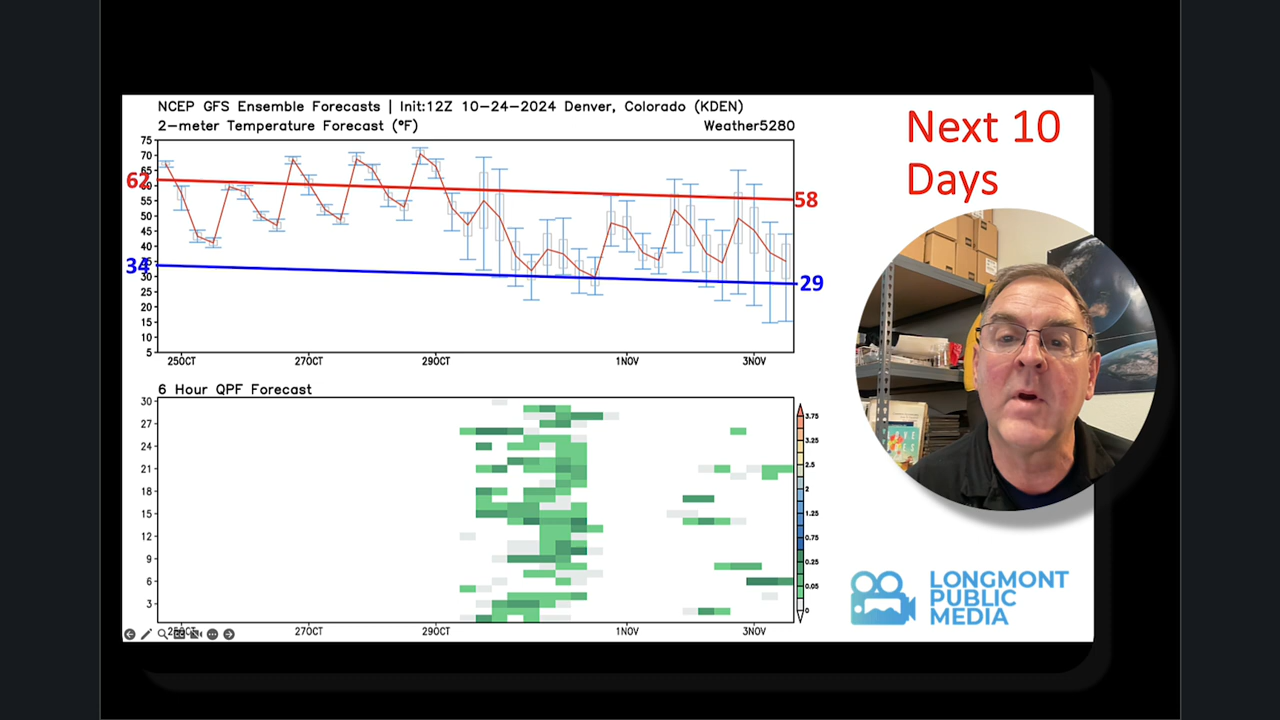 NCEP GFS Ensemble Forecasts | Init:12Z 10-24-2024 Denver, Colorado (KDEN)
2-meter Temperature Forecast (°F)
Weather5280
Next 10
Days
75
70
65
60
55
50
45
40
35
30
25
20
15
10
5
62
34
58
29
25OCT
27OCT
29OCT
1NOV
3NOV
6 Hour QPF Forecast
30
27
24
21
18
15
12
9
6
3
3.75
3.25
2.5
2
1.25
0.75
0.25
0.05
0
25OCT
27OCT
29OCT
1NOV
3NOV
LONGMONT
PUBLIC
MEDIA